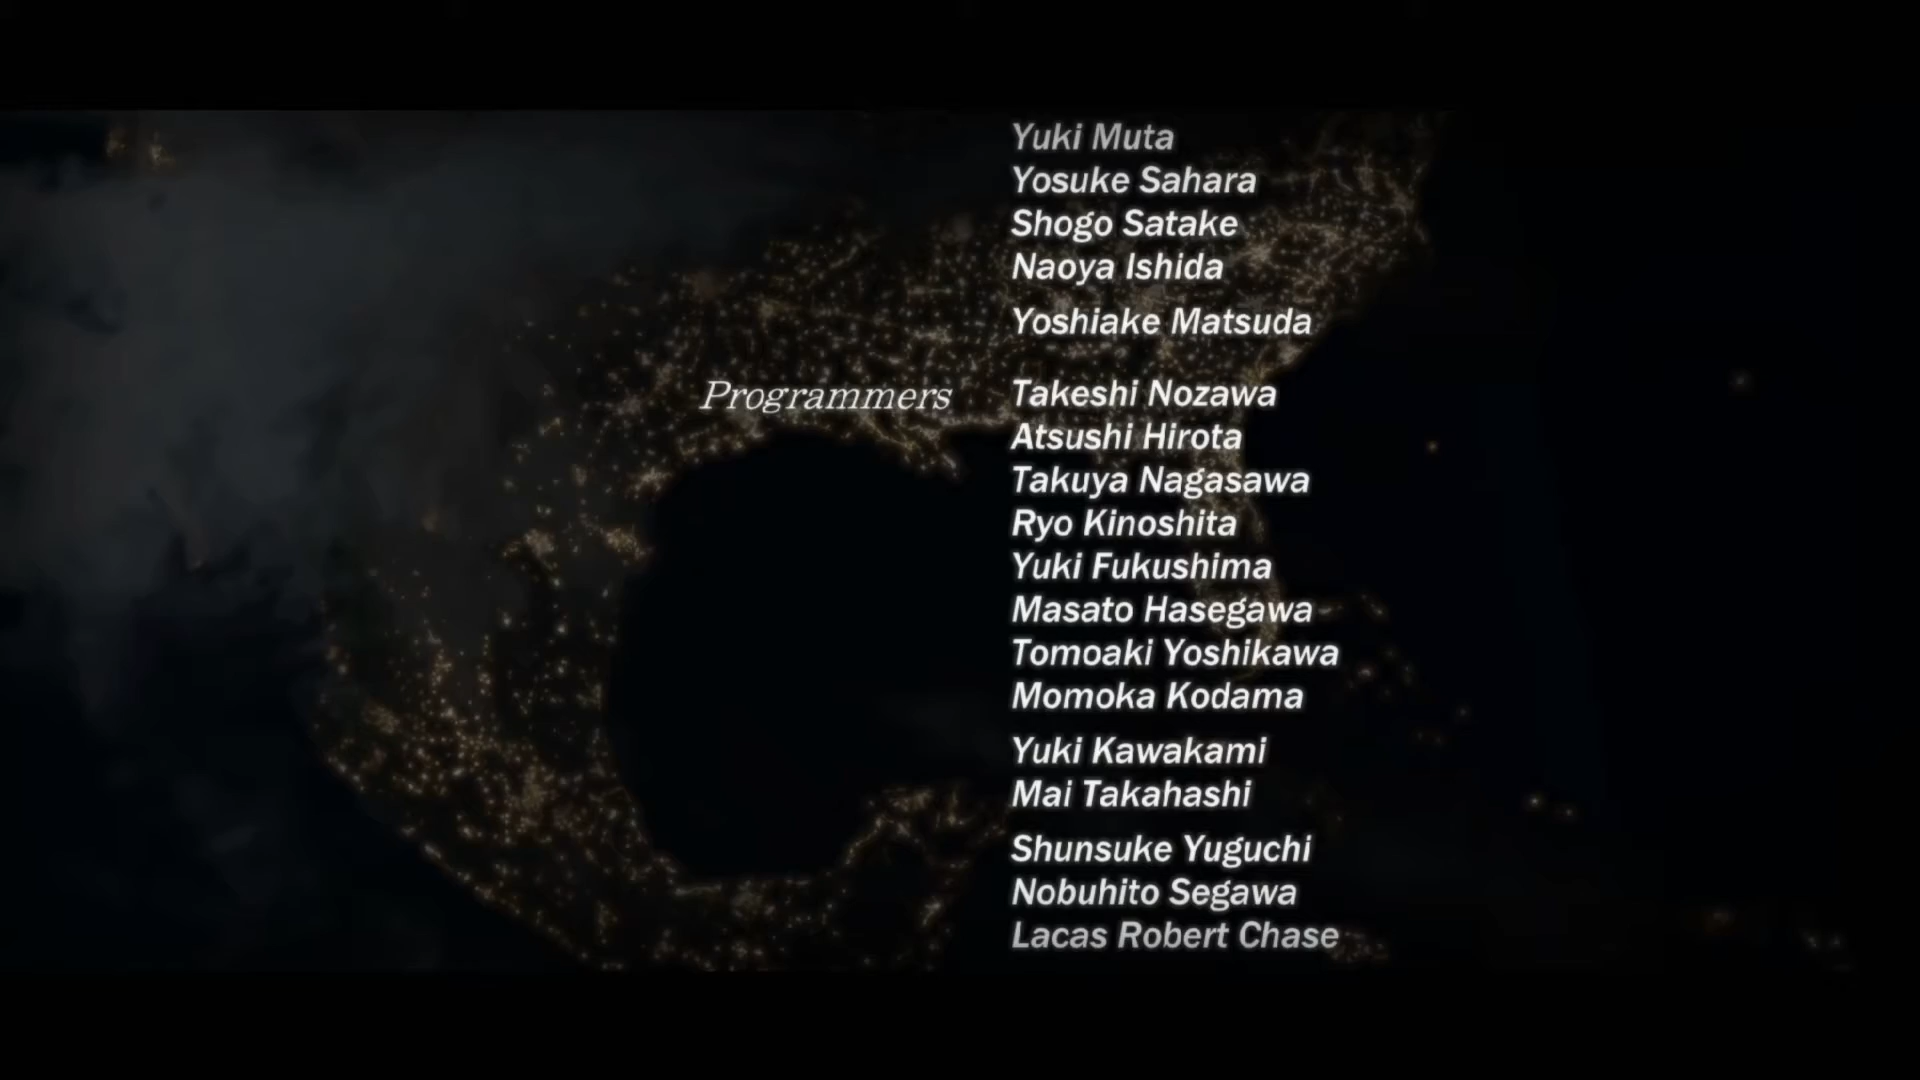 Yuki Muta
Yosuke Sahara
Shogo Satake
Naoya Ishida
Yoshiake Matsuda
Programmers Takeshi Nozawa
Atsushi Hirota
Takuya Nagasawa
Ryo Kinoshita
Yuki Fukushima
Masato Hasegawa
Tomoaki Yoshikawa
Momoka Kodama
Yuki Kawakami
Mai Takahashi
Shunsuke Yuguchi
Nobuhito Segawa
Lacas Robert Chase